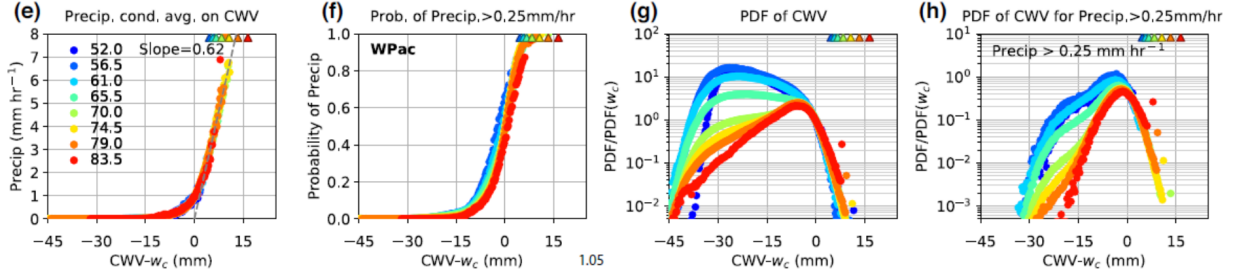 (e) Precip. cond. avg. on CWV
8
7
6
5
4
3
2
1
0
Precip (mm hr−1)
52.0
56.5
61.0
65.5
70.0
74.5
79.0
83.5
Slope=0.62
−45 −30 −15 0 15
CWV-wc (mm)
(f) Prob. of Precip.>0.25mm/hr
1.0
0.8
0.6
0.4
0.2
0.0
Probability of Precip
WPac
−45 −30 −15 0 15
CWV-wc (mm)
1.05
(g) PDF of CWV
10²
10¹
10⁰
10⁻¹
10⁻²
PDF/PDF(wc)
−45 −30 −15 0 15
CWV-wc (mm)
(h) PDF of CWV for Precip.>0.25mm/hr
10¹
10⁰
10⁻¹
10⁻²
10⁻³
PDF/PDF(wc)
Precip > 0.25 mm hr−1
−45 −30 −15 0 15
CWV-wc (mm)